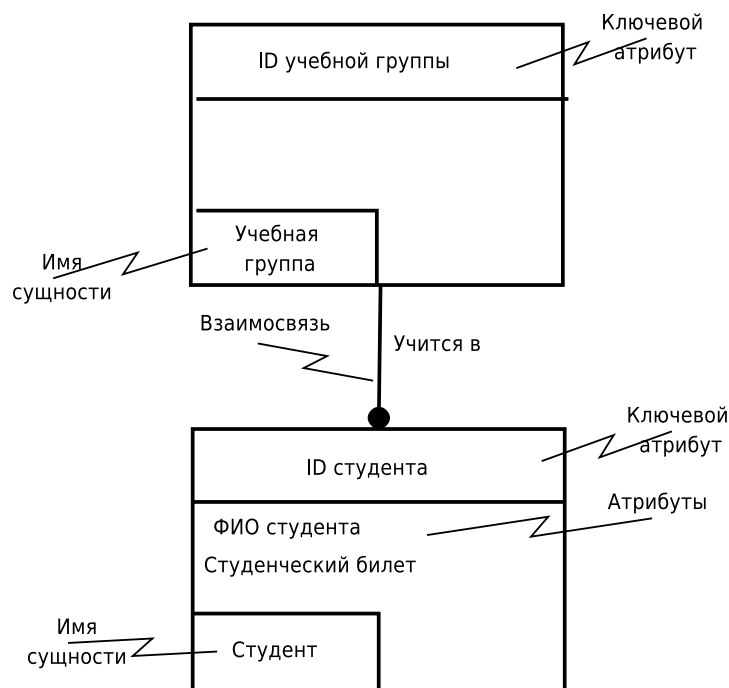 Ключевой
атрибут
ID учебной группы
Учебная
группа
Имя
сущности
Взаимосвязь
Учится в
Ключевой
атрибут
ID студента
Атрибуты
ФИО студента
Студенческий билет
Имя
сущности
Студент